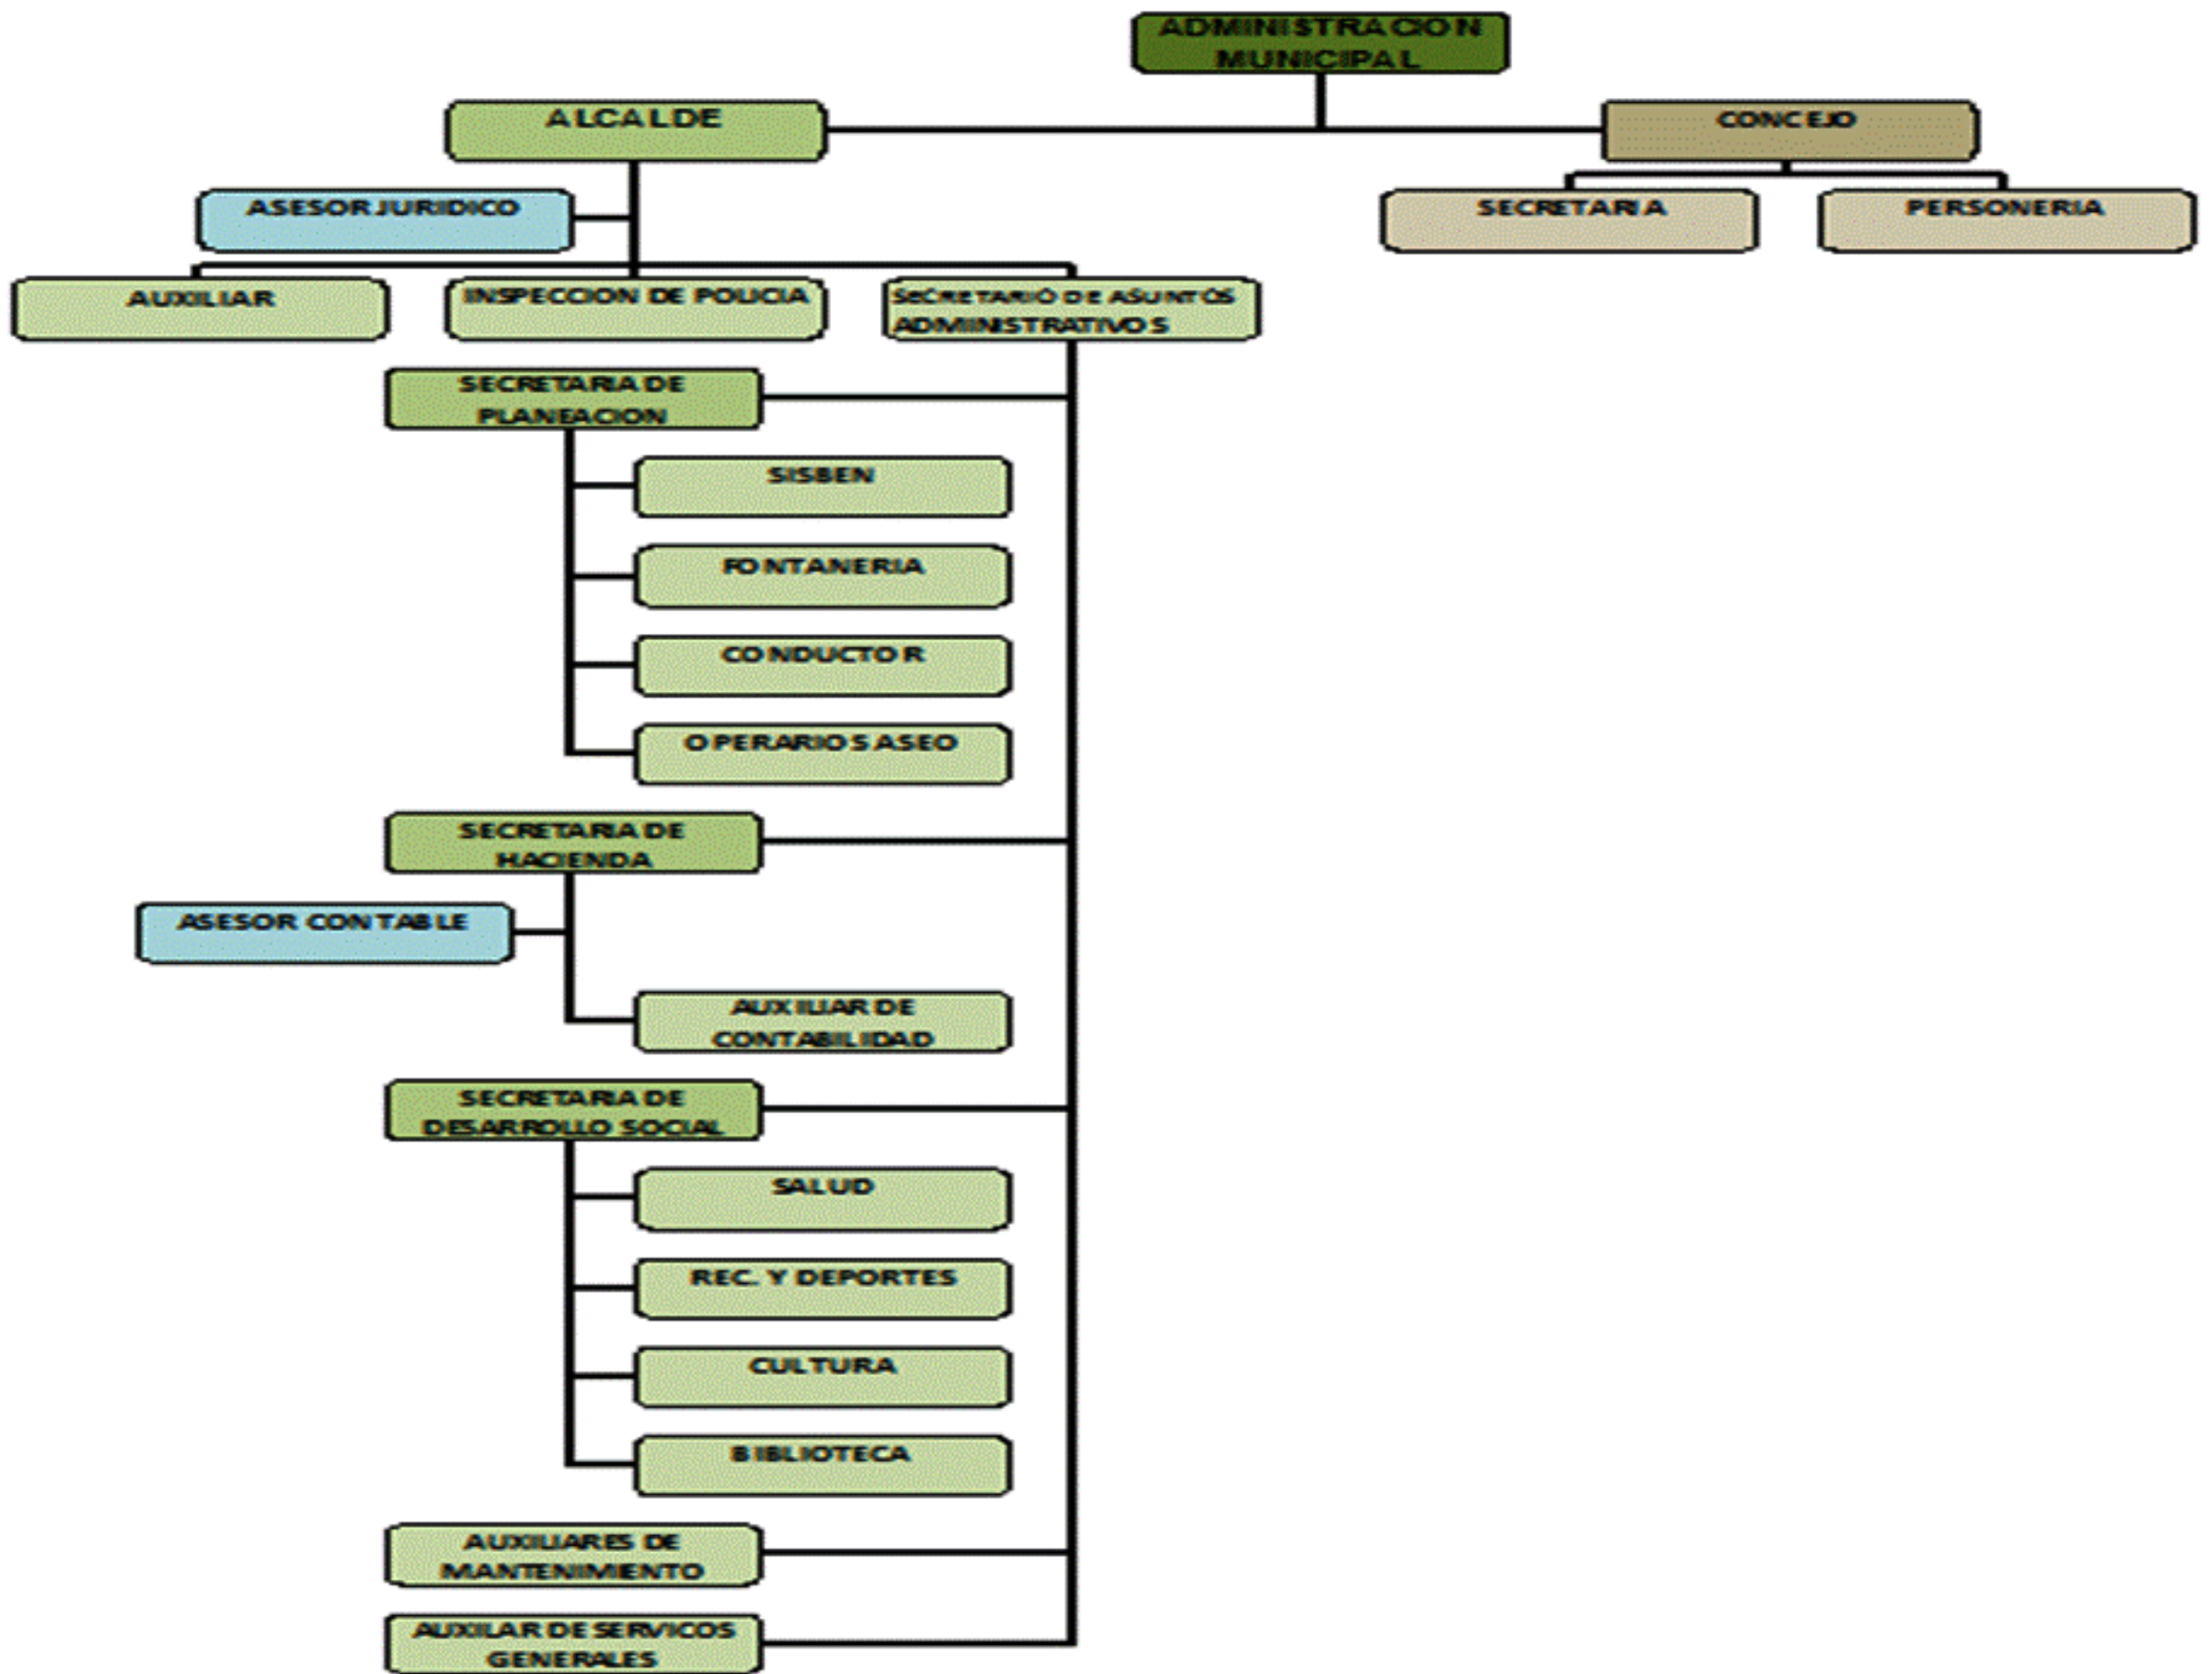 ADMINISTRACION
MUNICIPAL
ALCALDE
CONCEJO
ASESOR JURIDICO
SECRETARIA
PERSONERIA
AUXILIAR
INSPECCION DE POLICIA
SECRETARIO DE ASUNTOS
ADMINISTRATIVOS
SECRETARIA DE
PLANEACION
SISBEN
FONTANERIA
CONDUCTOR
OPERARIOS ASEO
SECRETARIA DE
HACIENDA
ASESOR CONTABLE
AUXILIAR DE
CONTABILIDAD
SECRETARIA DE
DESARROLLO SOCIAL
SALUD
REC. Y DEPORTES
CULTURA
BIBLIOTECA
AUXILIARES DE
MANTENIMIENTO
AUXILAR DE SERVICOS
GENERALES